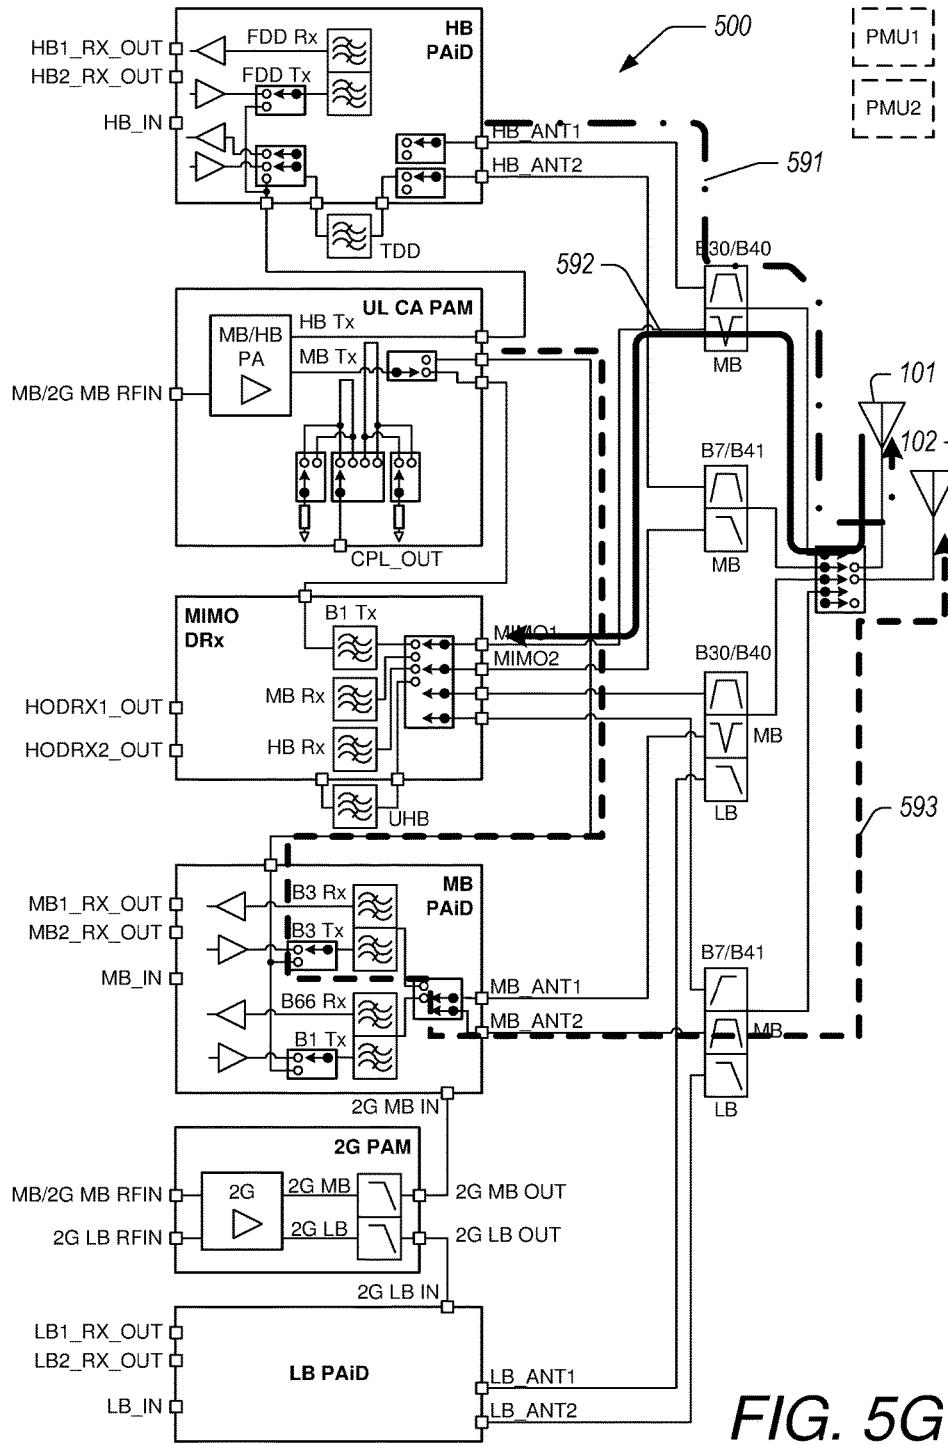 HB
PAiD
500
PMU1
PMU2
HB1_RX_OUT
FDD Rx
HB2_RX_OUT
FDD Tx
HB_IN
HB_ANT1
HB_ANT2
591
TDD
592
B30/B40
MB
UL CA PAM
HB Tx
MB/HB
PA
MB Tx
MB/2G MB RFIN
101
102
B7/B41
MB
CPL_OUT
MIMO
DRx
B1 Tx
MIMO1
MIMO2
MB Rx
HB Rx
HODRX1_OUT
HODRX2_OUT
B30/B40
MB
LB
UHB
593
MB
PAiD
MB1_RX_OUT
B3 Rx
MB2_RX_OUT
B3 Tx
MB_IN
B66 Rx
B1 Tx
MB_ANT1
MB_ANT2
B7/B41
MB
LB
2G MB IN
2G PAM
MB/2G MB RFIN
2G
2G MB
2G MB OUT
2G LB RFIN
2G LB
2G LB OUT
2G LB IN
LB1_RX_OUT
LB2_RX_OUT
LB PAiD
LB_IN
LB_ANT1
LB_ANT2
FIG. 5G